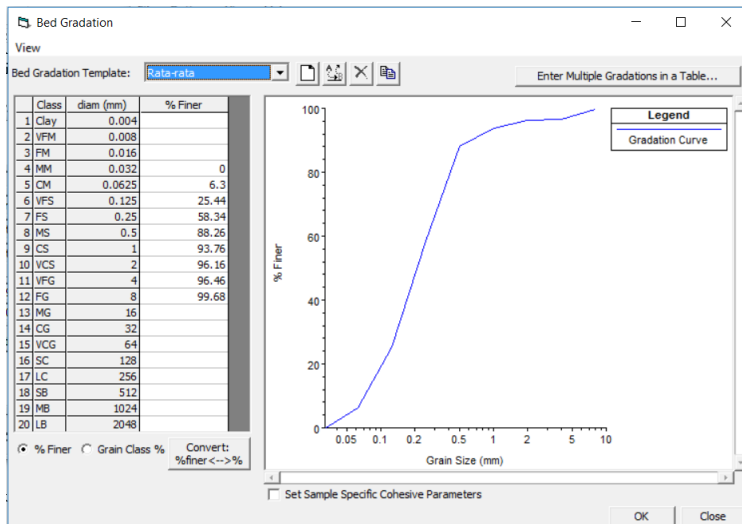 Bed Gradation
View
Bed Gradation Template: Rata-rata
Enter Multiple Gradations in a Table...
Class diam (mm) % Finer
1 Clay 0.004
2 VFM 0.008
3 FM 0.016
4 MM 0.032 0
5 CM 0.0625 6.3
6 VFS 0.125 25.44
7 FS 0.25 58.34
8 MS 0.5 88.26
9 CS 1 93.76
10 VCS 2 96.16
11 VFG 4 96.46
12 FG 8 99.68
13 MG 16
14 CG 32
15 VCG 64
16 SC 128
17 LC 256
18 SB 512
19 MB 1024
20 LB 2048
% Finer Grain Class %
Convert:
%finer<-->%
100
80
60
40
20
0
% Finer
0.05 0.1 0.2 0.5 1 2 5 10
Grain Size (mm)
Legend
Gradation Curve
Set Sample Specific Cohesive Parameters
OK Close